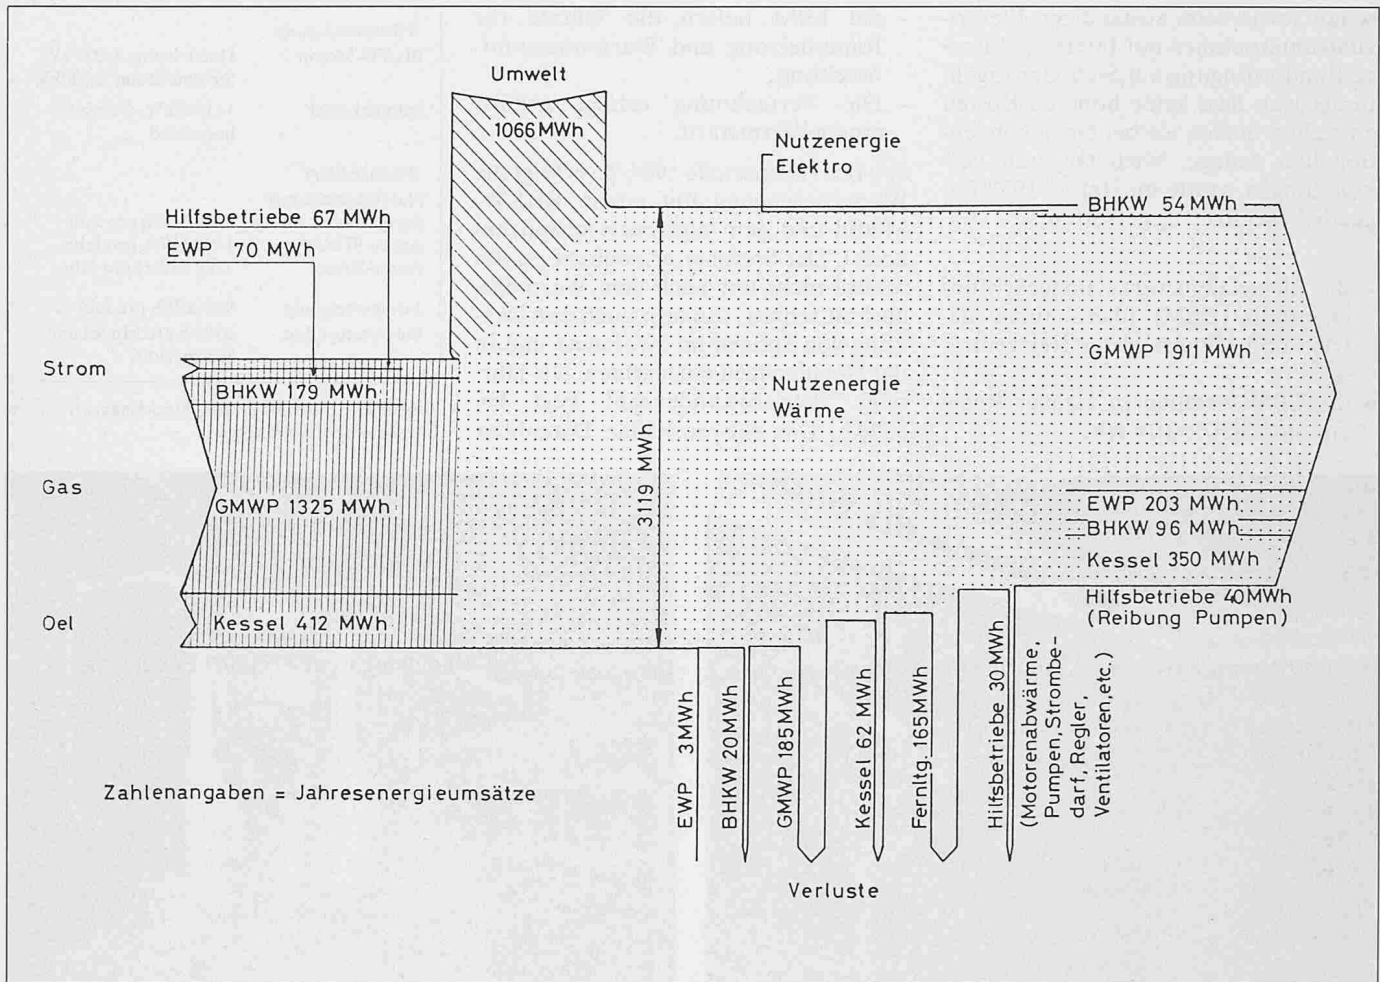 Umwelt
1066 MWh
Nutzenergie
Elektro
Hilfsbetriebe 67 MWh
EWP 70 MWh
BHKW 54 MWh
Strom
BHKW 179 MWh
GMWP 1911 MWh
Nutzenergie
Wärme
3119 MWh
Gas
GMWP 1325 MWh
EWP 203 MWh
BHKW 96 MWh
Kessel 350 MWh
Oel
Kessel 412 MWh
Hilfsbetriebe 40 MWh
(Reibung Pumpen)
EWP 3 MWh
BHKW 20 MWh
GMWP 185 MWh
Kessel 62 MWh
Fernltg. 165 MWh
Hilfsbetriebe 30 MWh
(Motorenabwärme,
Pumpen, Strombe-
darf, Regler,
Ventilatoren, etc.)
Zahlenangaben = Jahresenergieumsätze
Verluste